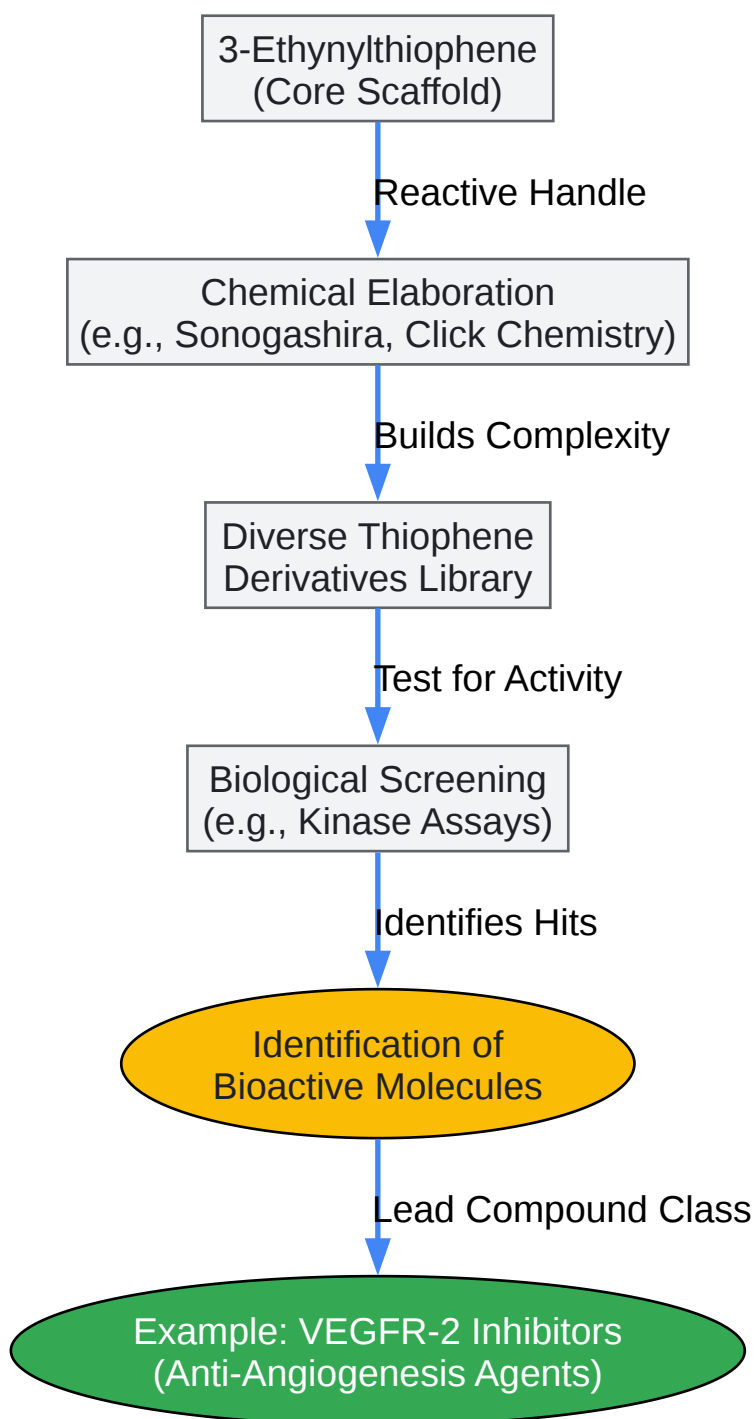 3-Ethynylthiophene
(Core Scaffold)
Reactive Handle
Chemical Elaboration
(e.g., Sonogashira, Click Chemistry)
Builds Complexity
Diverse Thiophene
Derivatives Library
Test for Activity
Biological Screening
(e.g., Kinase Assays)
Identifies Hits
Identification of
Bioactive Molecules
Lead Compound Class
Example: VEGFR-2 Inhibitors
(Anti-Angiogenesis Agents)